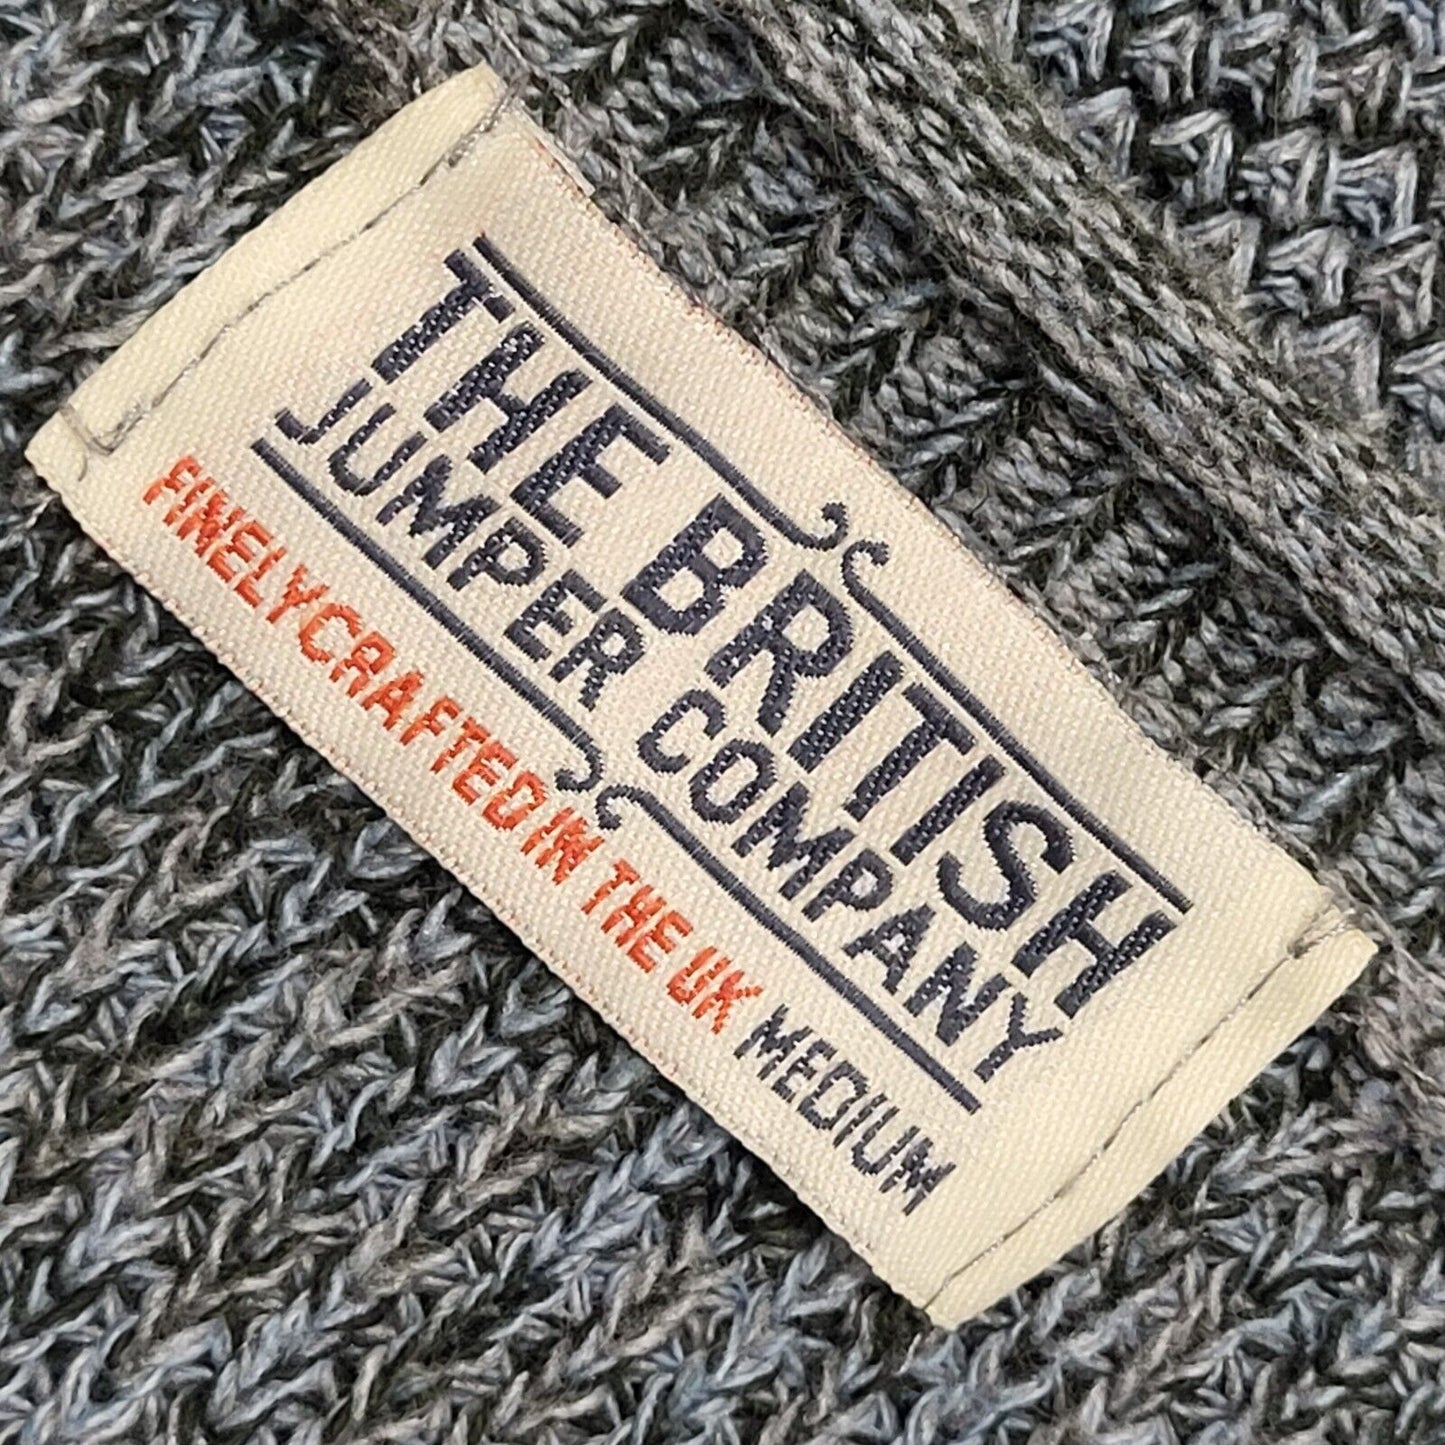 THE BRITISH
JUMPER COMPANY
FINELY CRAFTED IN THE UK MEDIUM